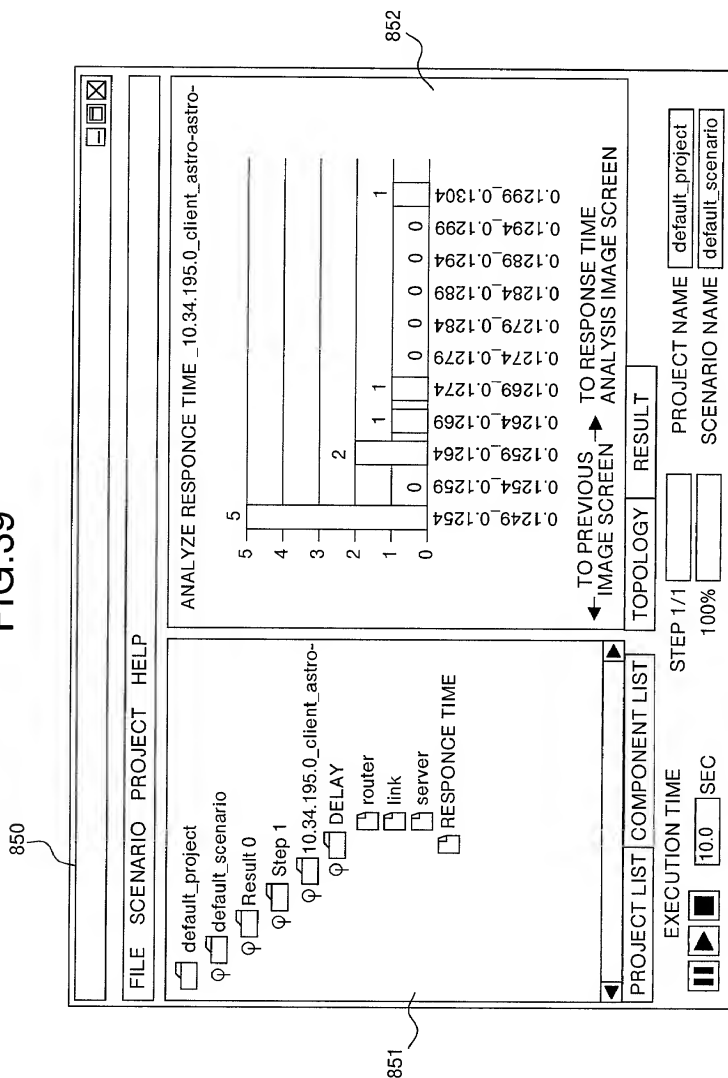 FIG.39
850
FILE SCENARIO PROJECT HELP
default_project
default_scenario
Result 0
Step 1
10.34.195.0_client_astro-
DELAY
router
link
server
RESPONCE TIME
851
PROJECT LIST COMPONENT LIST
ANALYZE RESPONCE TIME _10.34.195.0_client_astro-astro-
5
4
3
2
1
0
5
0
2
1
1
0
0
0
0
0
1
0.1249_0.1254
0.1254_0.1259
0.1259_0.1264
0.1264_0.1269
0.1269_0.1274
0.1274_0.1279
0.1279_0.1284
0.1284_0.1289
0.1289_0.1294
0.1294_0.1299
0.1299_0.1304
TO PREVIOUS IMAGE SCREEN
TO RESPONSE TIME ANALYSIS IMAGE SCREEN
852
TOPOLOGY RESULT
EXECUTION TIME
10.0 SEC
STEP 1/1
100%
PROJECT NAME default_project
SCENARIO NAME default_scenario